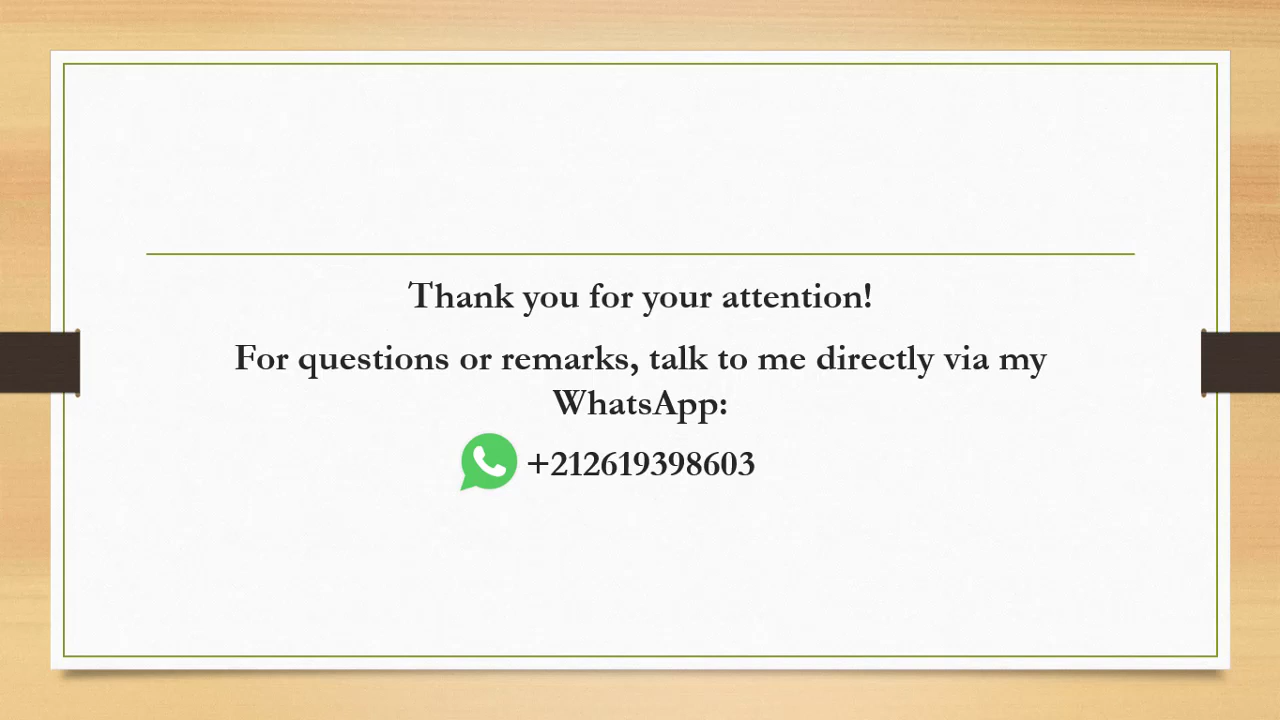 Thank you for your attention!
For questions or remarks, talk to me directly via my
WhatsApp:
+212619398603